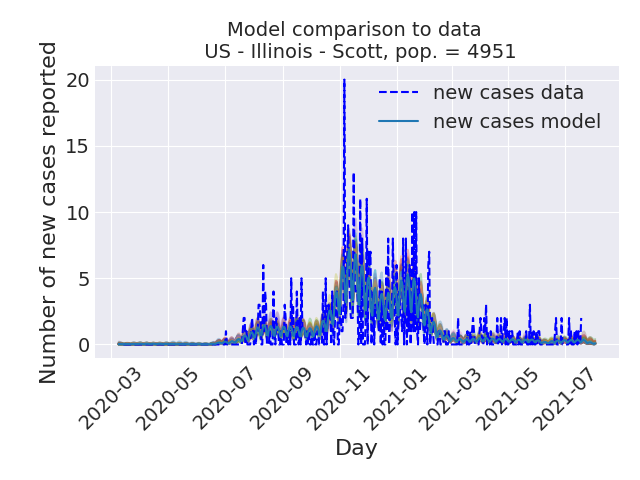 Model comparison to data
US - Illinois - Scott, pop. = 4951
new cases data
new cases model
Number of new cases reported
20
15
10
5
0
2020-03
2020-05
2020-07
2020-09
2020-11
2021-01
2021-03
2021-05
2021-07
Day